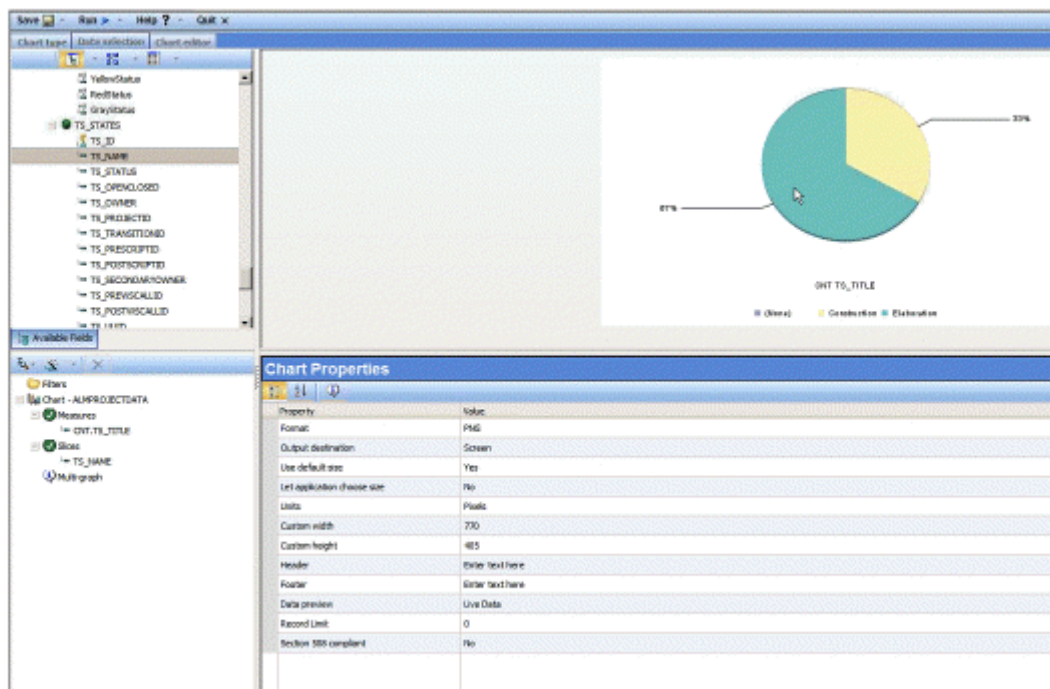 Save Run Help ? Quit x
Chart type Data selection Chart editor
YellowStatus
RedStatus
GrayStatus
TS_STATES
TS_ID
TS_NAME
TS_STATUS
TS_OPENCLOSED
TS_OWNER
TS_PROJECTID
TS_TRANSITIONID
TS_PRESCRIPTID
TS_POSTSCRIPTID
TS_SECONDARYOWNER
TS_PREVISCALLID
TS_POSTVISCALLID
TS_UUID
Available Fields
33%
67%
CNT TS_TITLE
(None) Construction Elaboration
Filters
Chart - ALMPROJECTDATA
Measures
CNT.TS_TITLE
Slices
TS_NAME
Multi-graph
Chart Properties
Property Value
Format PNG
Output destination Screen
Use default size Yes
Let application choose size No
Units Pixels
Custom width 770
Custom height 405
Header Enter text here
Footer Enter text here
Data preview Live Data
Record Limit 0
Section 508 compliant No